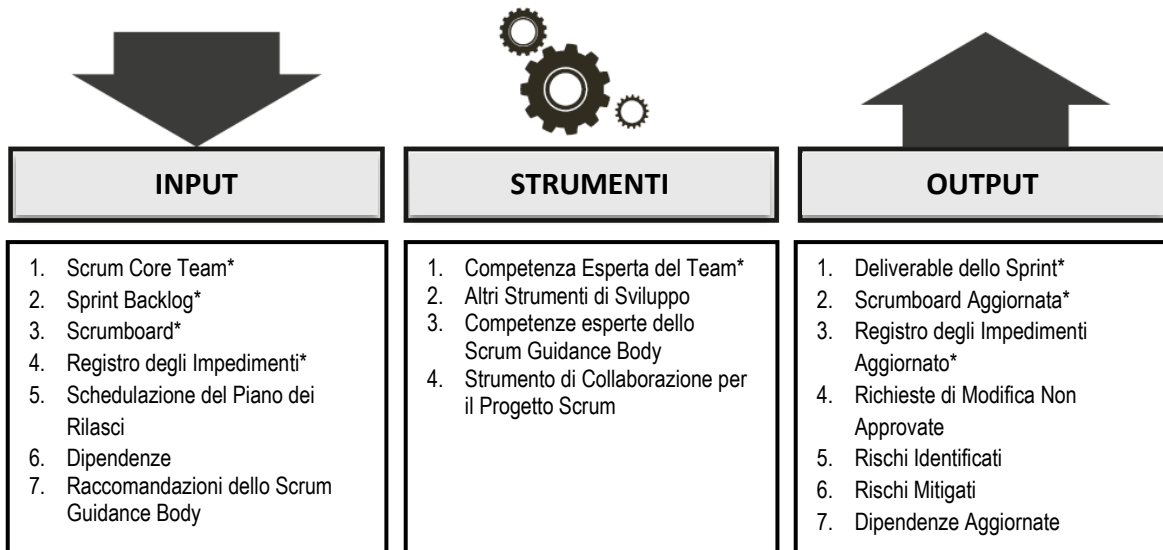 INPUT
1. Scrum Core Team*
2. Sprint Backlog*
3. Scrumboard*
4. Registro degli Impedimenti*
5. Schedulazione del Piano dei
Rilasci
6. Dipendenze
7. Raccomandazioni dello Scrum
Guidance Body
STRUMENTI
1. Competenza Esperta del Team*
2. Altri Strumenti di Sviluppo
3. Competenze esperte dello
Scrum Guidance Body
4. Strumento di Collaborazione per
il Progetto Scrum
OUTPUT
1. Deliverable dello Sprint*
2. Scrumboard Aggiornata*
3. Registro degli Impedimenti
Aggiornato*
4. Richieste di Modifica Non
Approvate
5. Rischi Identificati
6. Rischi Mitigati
7. Dipendenze Aggiornate